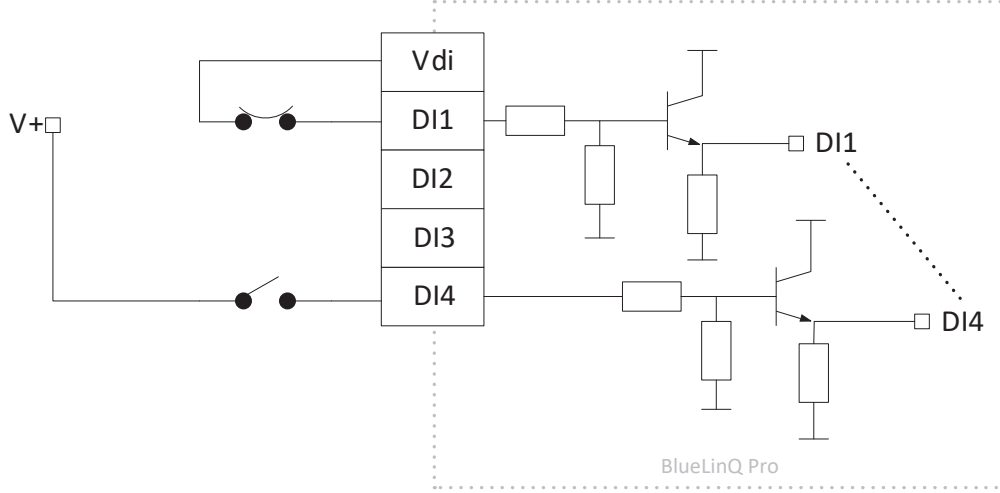 Vdi
V+
DI1
DI1
DI2
DI3
DI4
DI4
BlueLinQ Pro